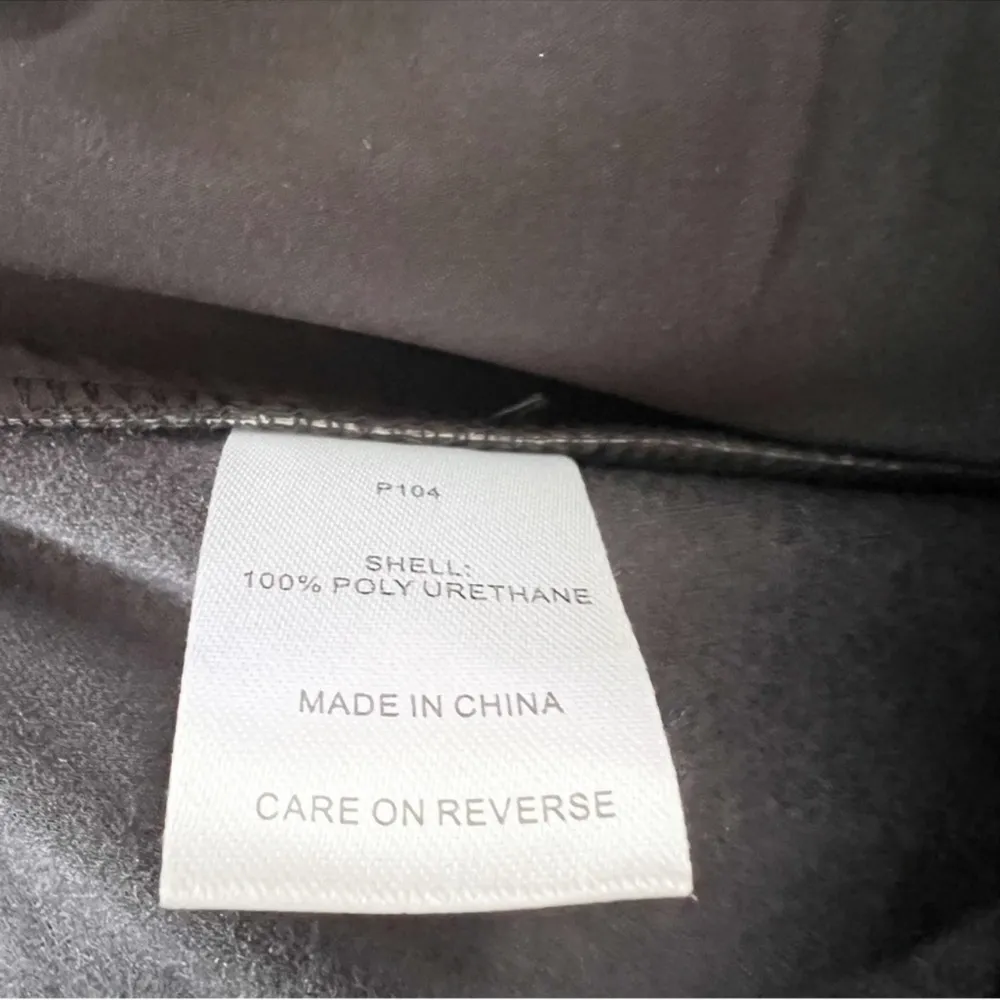 P104
SHELL:
100% POLY URETHANE
MADE IN CHINA
CARE ON REVERSE